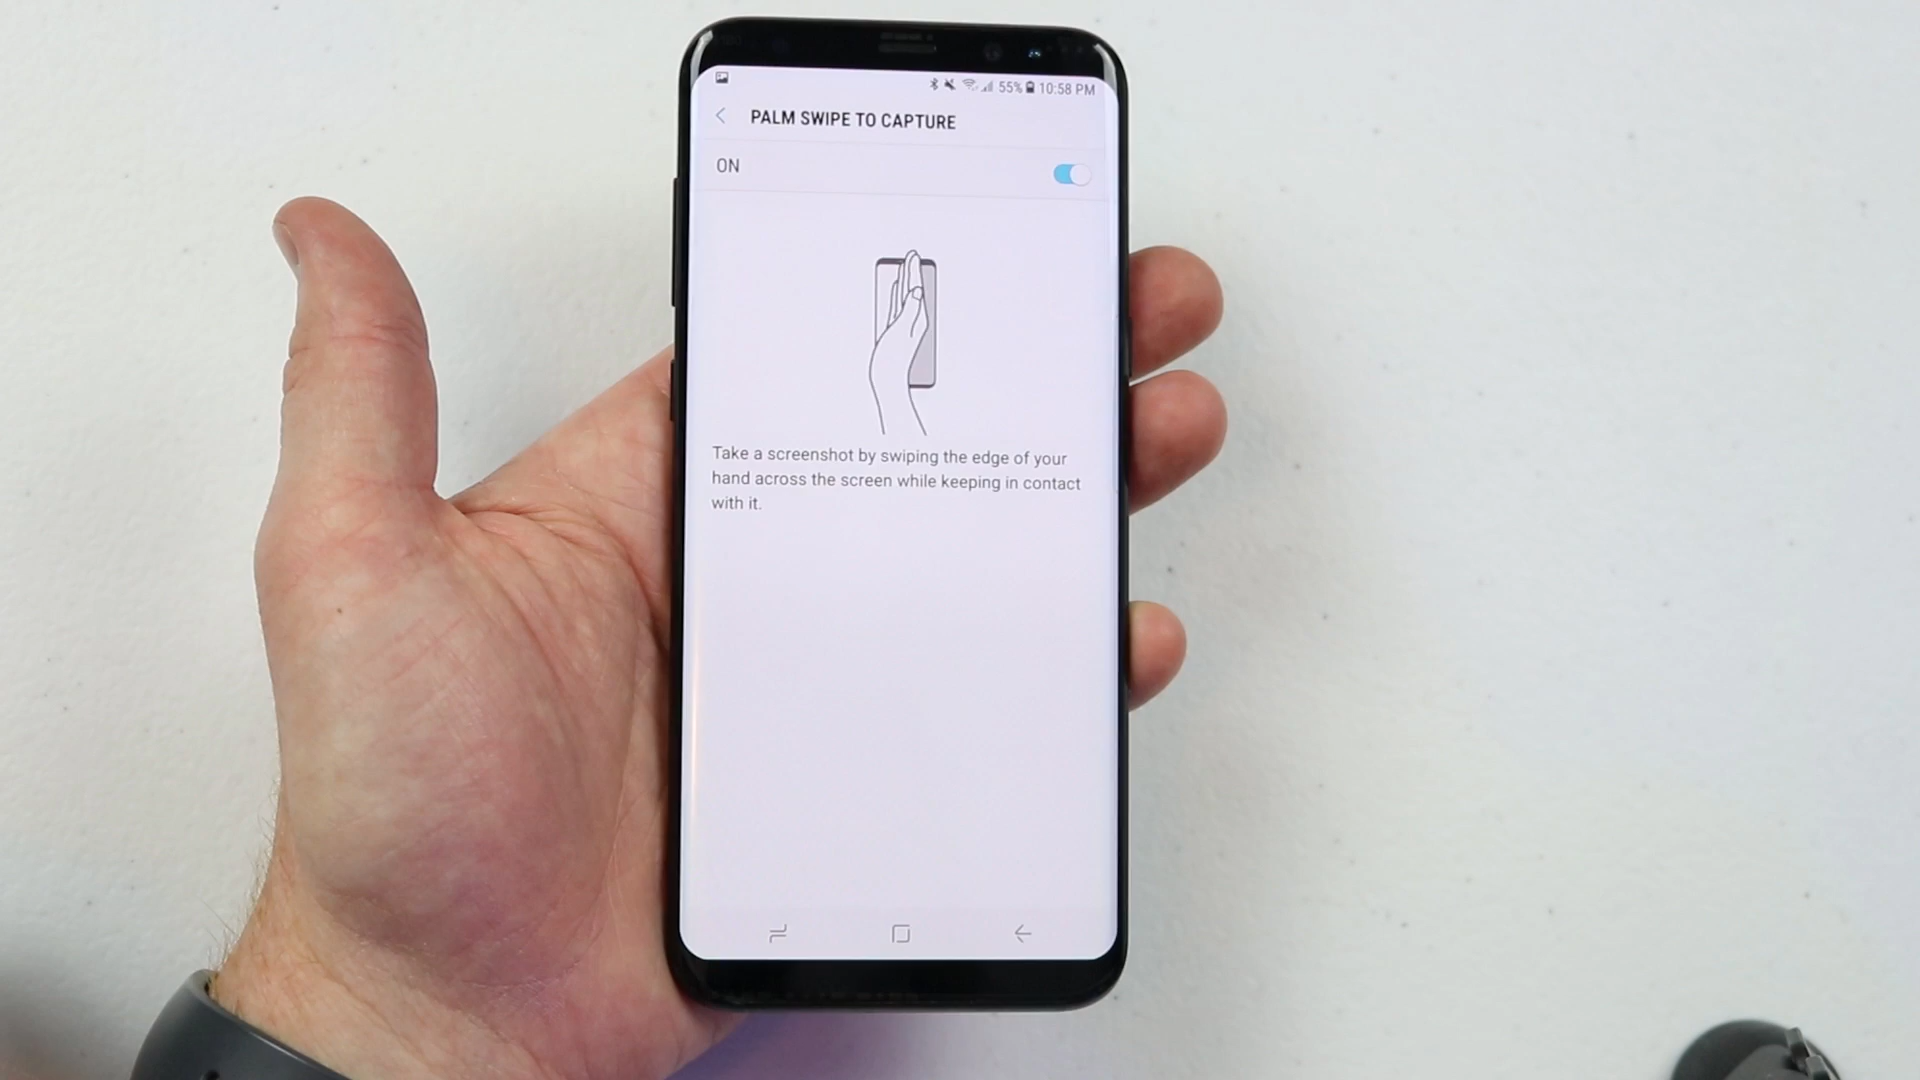 55% 10:58 PM
PALM SWIPE TO CAPTURE
ON
Take a screenshot by swiping the edge of your
hand across the screen while keeping in contact
with it.